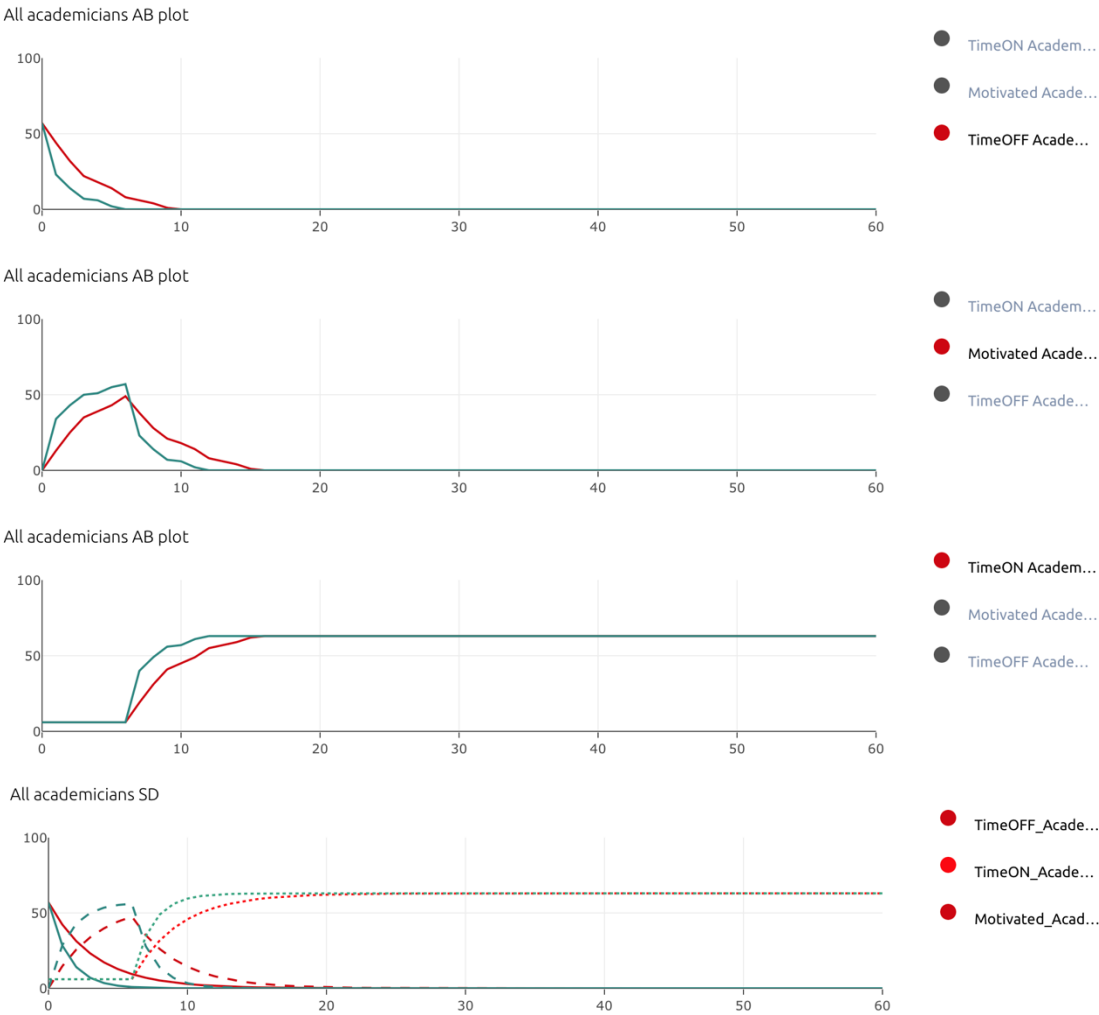 All academicians AB plot
TimeON Academ...
100
Motivated Acade...
50
TimeOFF Acade...
0
0 10 20 30 40 50 60
All academicians AB plot
TimeON Academ...
100
Motivated Acade...
50
TimeOFF Acade...
0
0 10 20 30 40 50 60
All academicians AB plot
TimeON Academ...
100
Motivated Acade...
50
TimeOFF Acade...
0
0 10 20 30 40 50 60
All academicians SD
TimeOFF_Acade...
100
TimeON_Acade...
50
Motivated_Acad...
0
0 10 20 30 40 50 60